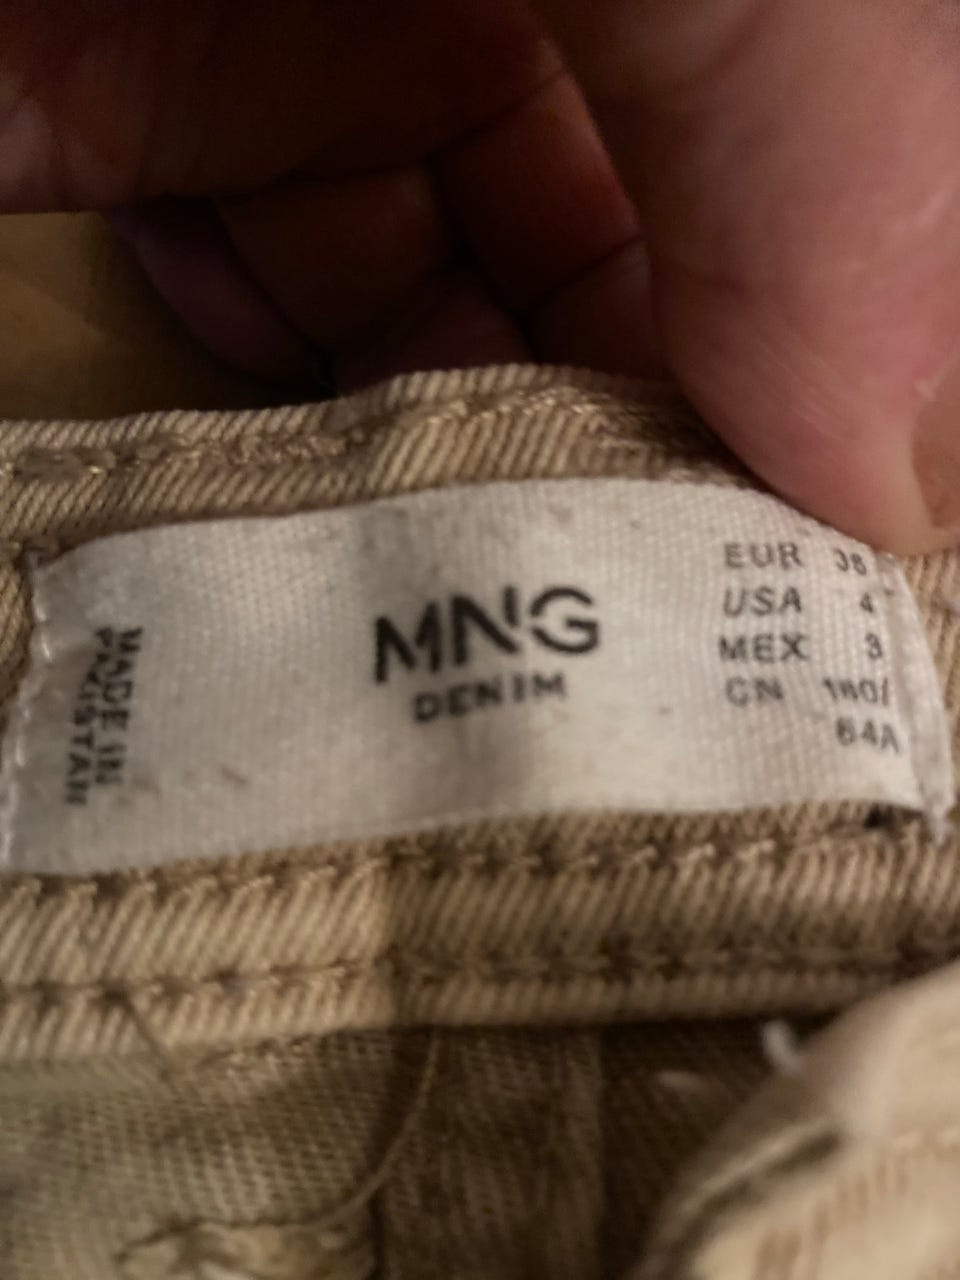 MADE IN
PAKISTAN
MNG
DENIM
EUR 36
USA 4
MEX 3
CN 160/
64A